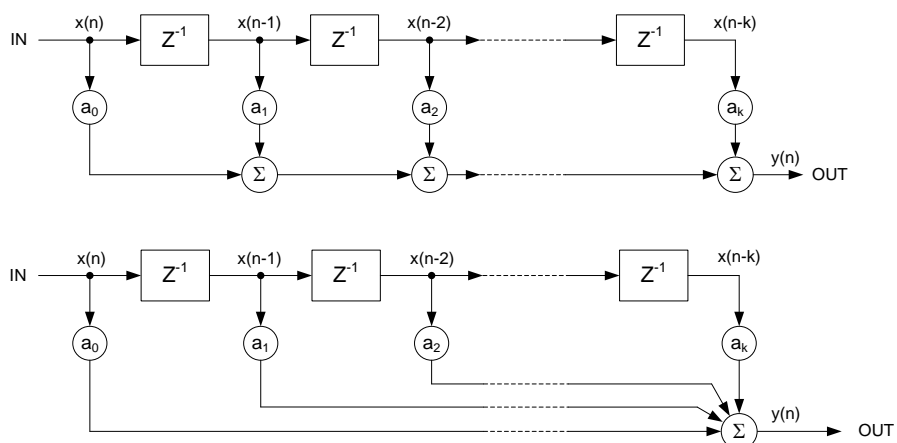 x(n) x(n-1) x(n-2) x(n-k)
IN Z⁻¹ Z⁻¹ Z⁻¹
a₀ a₁ a₂ aₖ
Σ Σ Σ y(n) OUT
x(n) x(n-1) x(n-2) x(n-k)
IN Z⁻¹ Z⁻¹ Z⁻¹
a₀ a₁ a₂ aₖ
Σ y(n) OUT